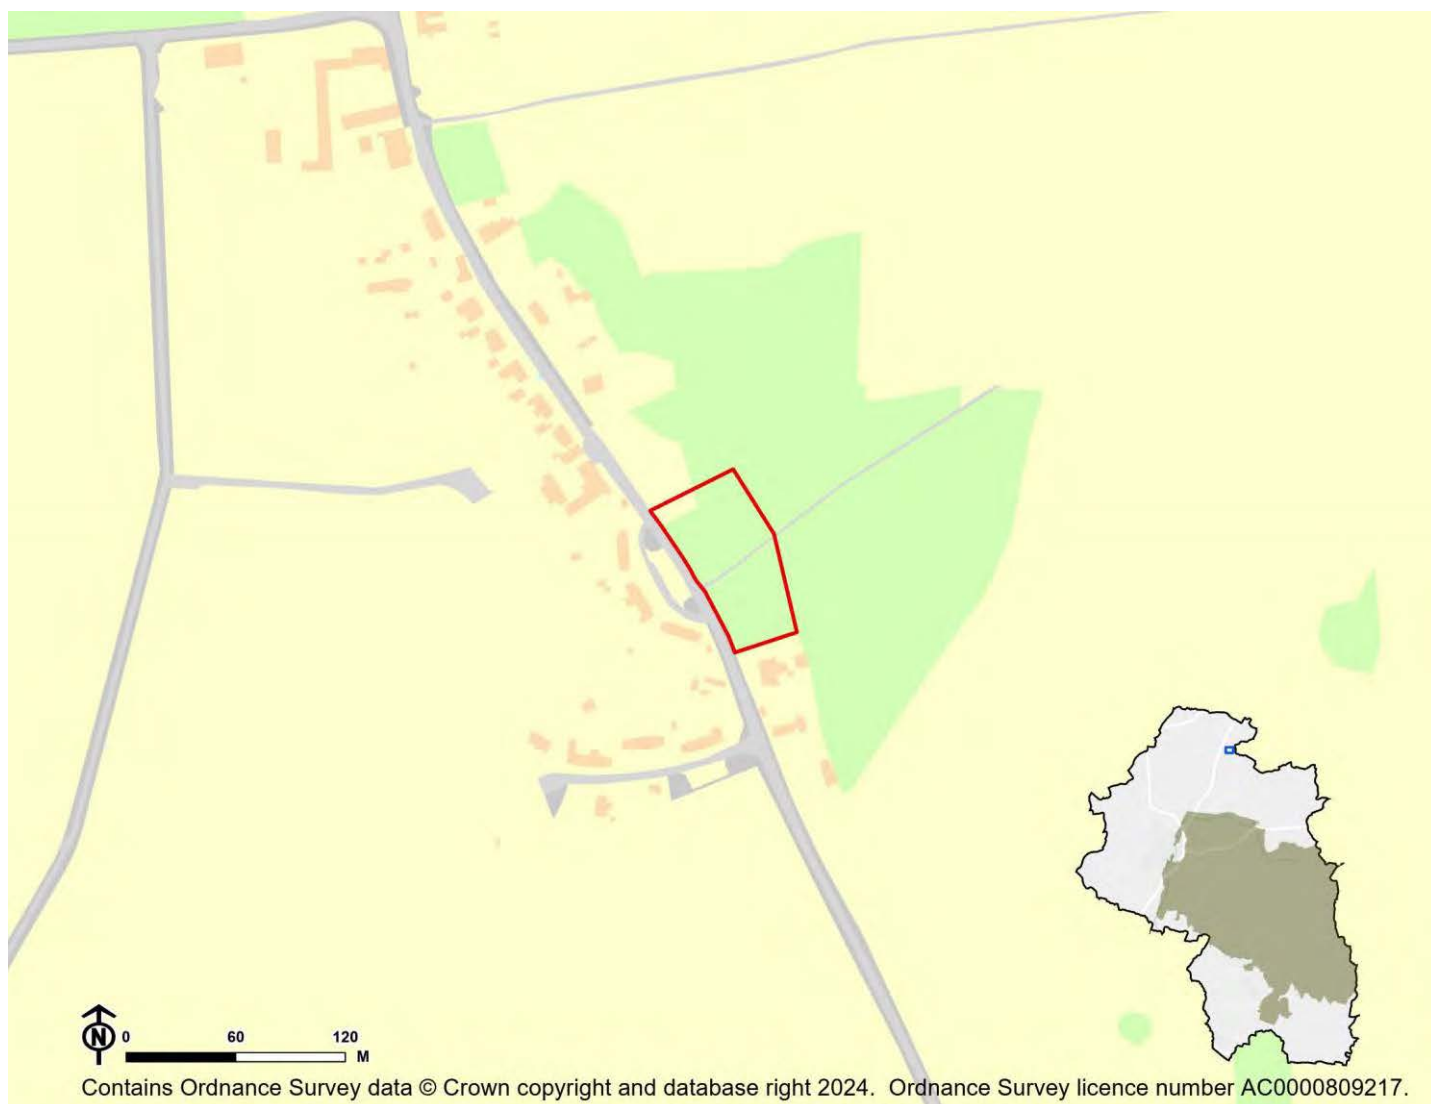 N
0 60 120
M
Contains Ordnance Survey data © Crown copyright and database right 2024. Ordnance Survey licence number AC0000809217.